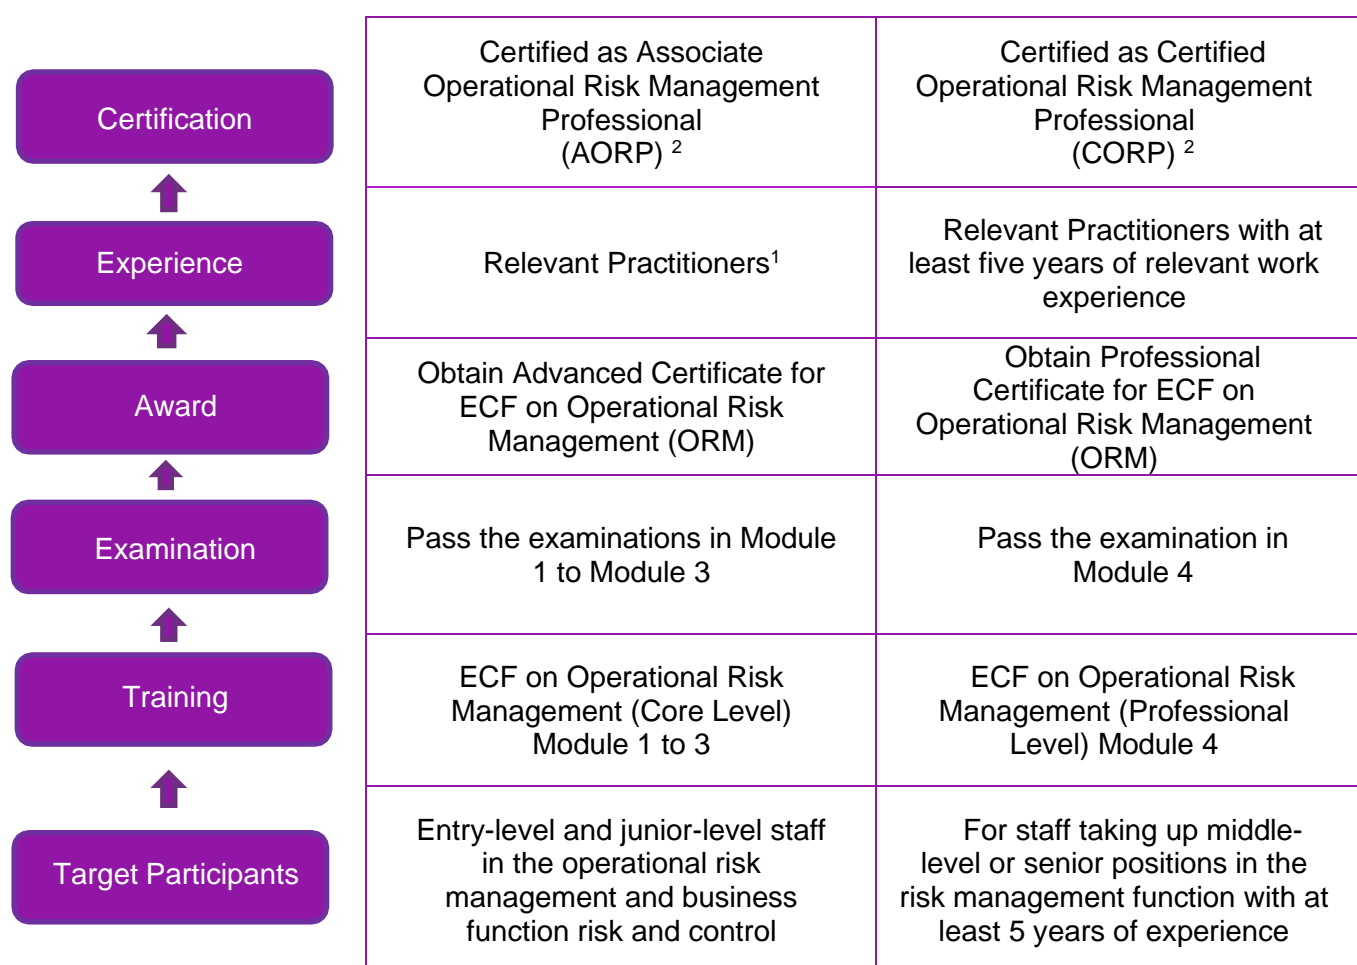 Certification
Certified as Associate
Operational Risk Management
Professional
(AORP) ²
Certified as Certified
Operational Risk Management
Professional
(CORP) ²
Experience
Relevant Practitioners¹
Relevant Practitioners with at
least five years of relevant work
experience
Award
Obtain Advanced Certificate for
ECF on Operational Risk
Management (ORM)
Obtain Professional
Certificate for ECF on
Operational Risk Management
(ORM)
Examination
Pass the examinations in Module
1 to Module 3
Pass the examination in
Module 4
Training
ECF on Operational Risk
Management (Core Level)
Module 1 to 3
ECF on Operational Risk
Management (Professional
Level) Module 4
Target Participants
Entry-level and junior-level staff
in the operational risk
management and business
function risk and control
For staff taking up middle-
level or senior positions in the
risk management function with at
least 5 years of experience